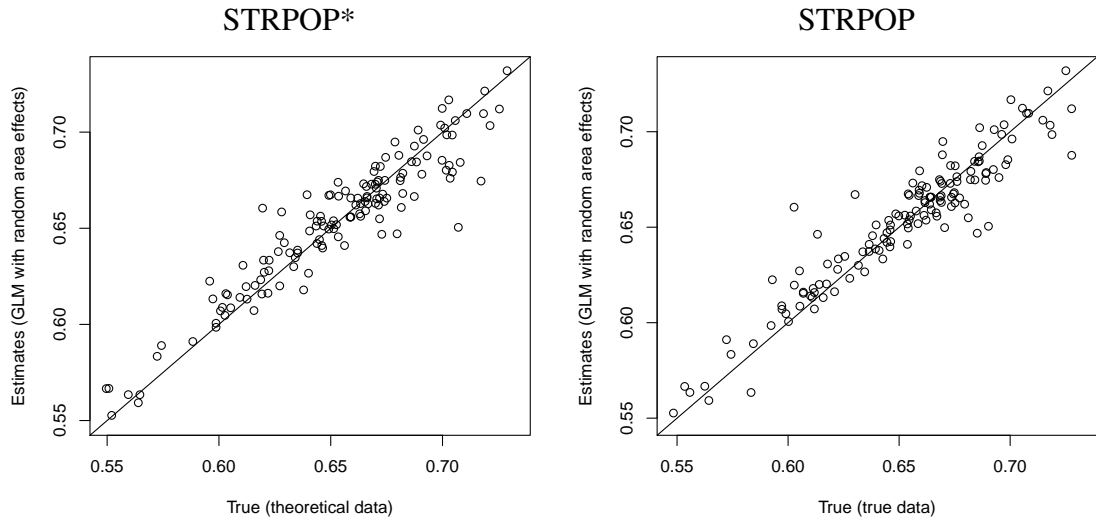 STRPOP*
STRPOP
Estimates (GLM with random area effects)
0.70
0.65
0.60
0.55
0.55 0.60 0.65 0.70
True (theoretical data)
Estimates (GLM with random area effects)
0.70
0.65
0.60
0.55
0.55 0.60 0.65 0.70
True (true data)